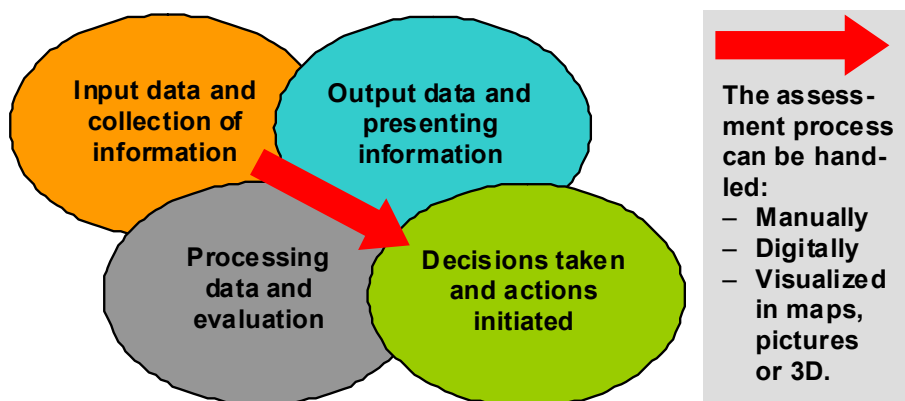 Input data and
collection of
information
Output data and
presenting
information
Processing
data and
evaluation
Decisions taken
and actions
initiated
The assess-
ment process
can be hand-
led:
– Manually
– Digitally
– Visualized
in maps,
pictures
or 3D.